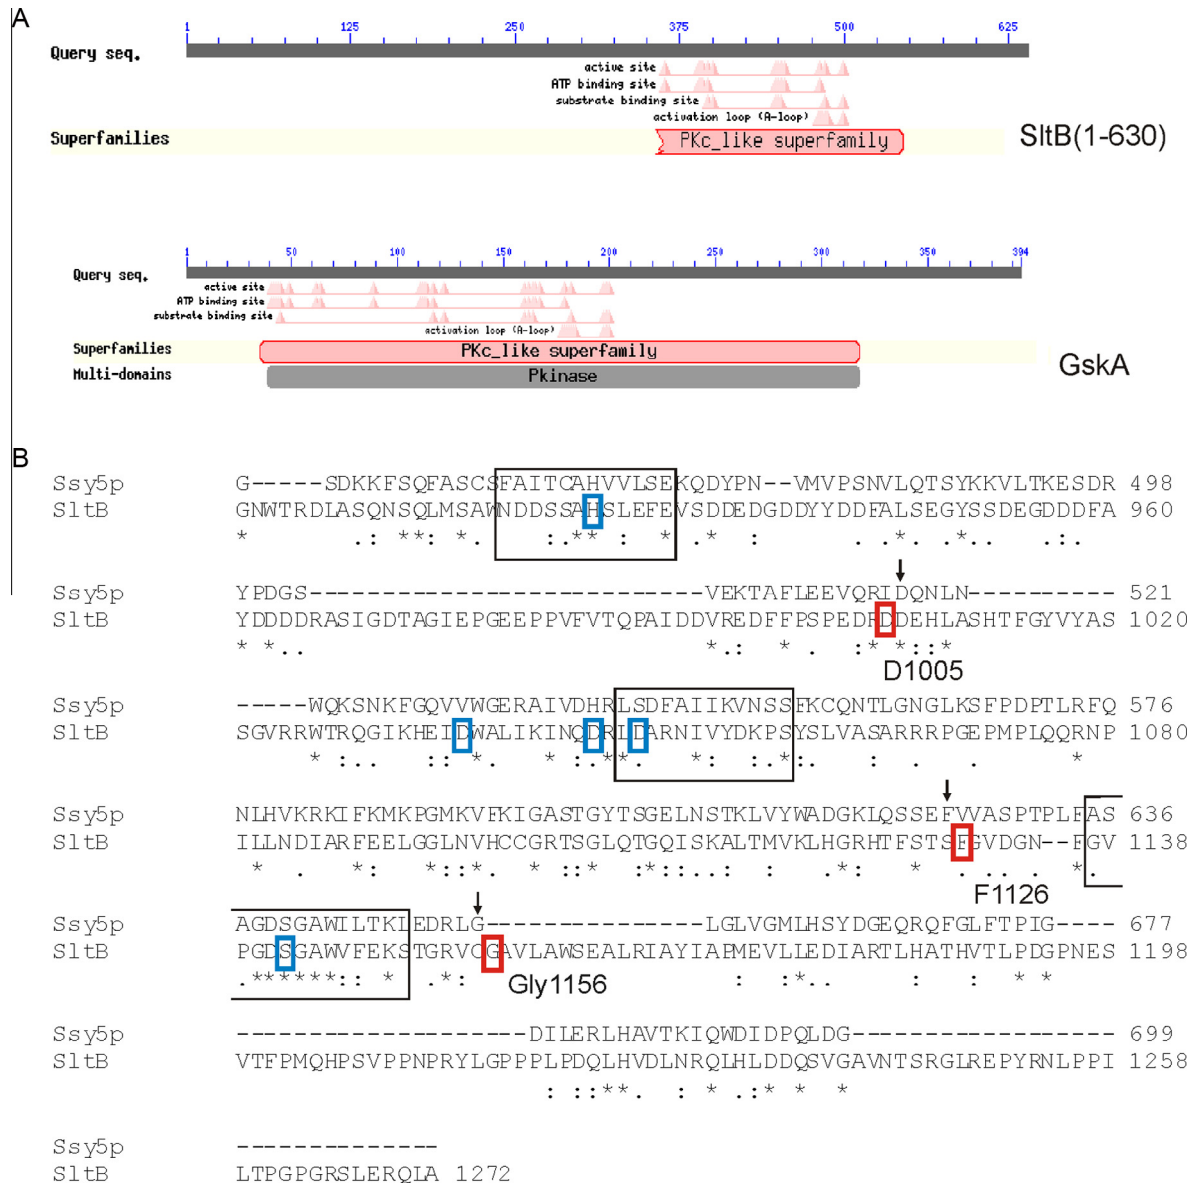 A
1 125 250 375 500 625
Query seq.
active site
ATP binding site
substrate binding site
activation loop (A-loop)
Superfamilies
PKc_like superfamily
SltB(1-630)
1 50 100 150 200 250 300 350 394
Query seq.
active site
ATP binding site
substrate binding site
activation loop (A-loop)
Superfamilies
PKc_like superfamily
GskA
Multi-domains
Pkinase
B
Ssy5p G-----SDKKKFSQFASCSFAITCAHVVLSEKQDYPN--VMVPSNVLQTSYKKVLTKESDR 498
SltB GNWTRDLASQNSQLMSAWNDDSSAHSLEFEVSDDEDGDDYYDDFALSEGYSSDEGDDDFA 960
* .: *** *. :.** : * .* . .. *. *.. :.:.
Ssy5p YPDGS---------------------------VEKTAFLEEVQRIDQNLN---------- 521
SltB YDDDDRASIGDTAGIEPGEEPPVFVTQPAIDDVREDFFPSPEDRDDEHLASHTFGYVYAS 1020
* *.. *.: * . :* *::*
D1005
Ssy5p -----WQKSNKFGQVVWGERAIVDHRLSDFAIIKVNSSFKCQNTLGNGLKSFPDPTLRFQ 576
SltB SGVRRWTRQGIKHEIDWALIKINQDRLDARNIVYDKPSYSLVASARRRPGEPMPLQQRNP 1080
* :.. ::* . * :.**. *: :.*:. . . . *
Ssy5p NLHVKRKIFKMKPGMKVFKIGASTGYTSGELNSTKLVYWADGKLQSSEFVVASPTPLFAS 636
SltB ILLNDIARFEELGGLNVHCCGRTSGLQTGQISKALTMVKLHGRHTFSTSFGVDGN--FGV 1138
* . *: *::*. * ::* :*::.: : .*: * . . . . *.
F1126
Ssy5p AGDSGAWILTKLEDRLG---------------LGLVGMLHSYDGEQRQFGLFTPIG---- 677
SltB PGDSGAWVFEKSTGRVCGAVLAWSEALRIAYIAPMEVLLEDIARTLHATHVTLPDGPNES 1198
.******:: * .*: : :*.. : : * *
Gly1156
Ssy5p --------------------DILERLHAVTKIQWDIDPQLDG------------------ 699
SltB VTFPMQHPSVPPNPRYLGPPPLPDQLHVDLNRQLHLDDQSVGAVNTSRGLREPYRNLPPI 1258
: :**. : * .:* * *
Ssy5p --------------
SltB LTPGPGRSLERQLA 1272